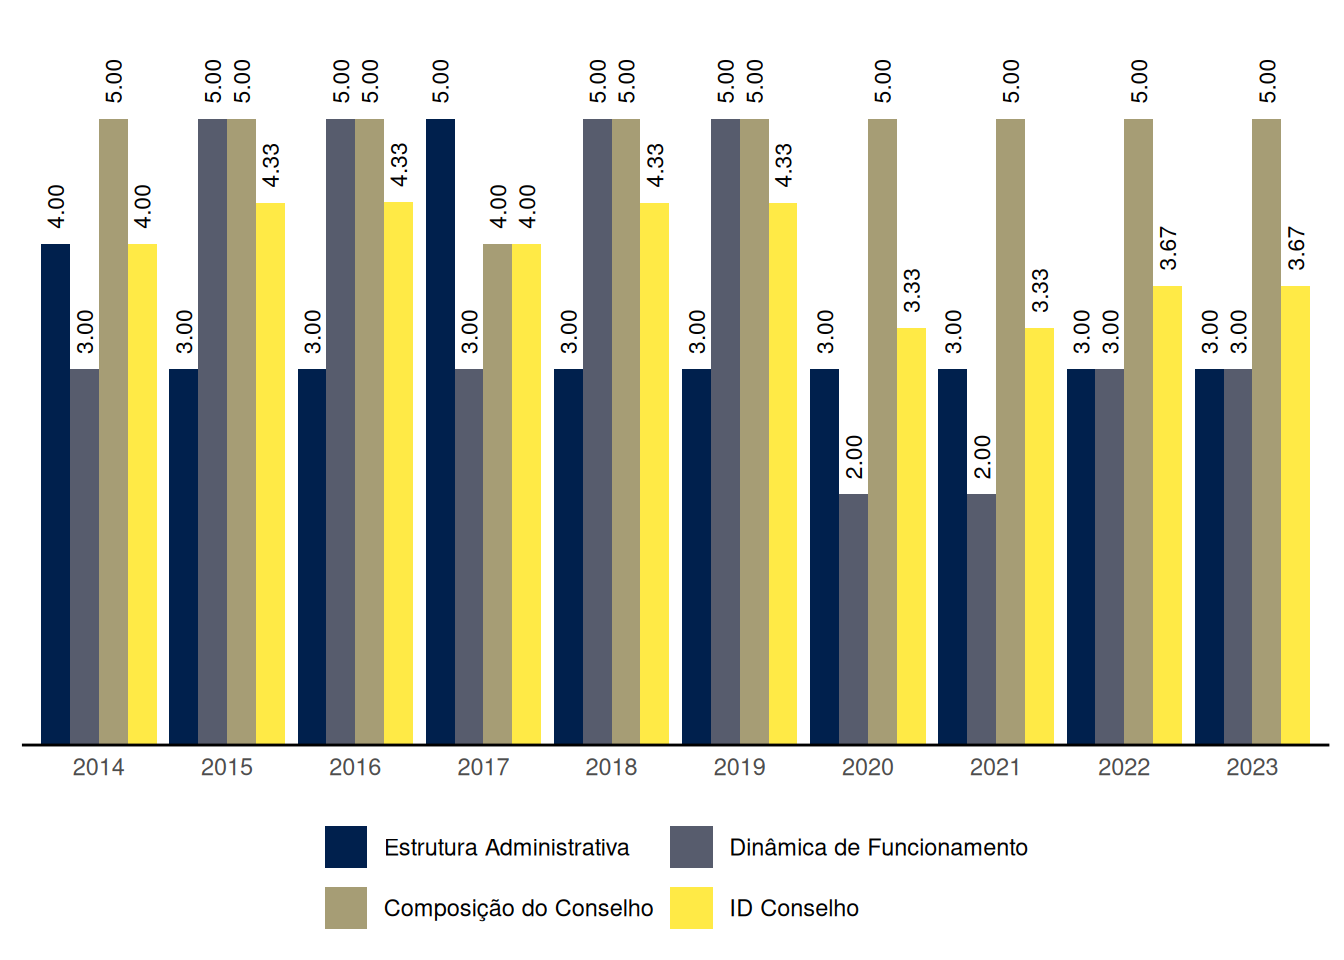 4.00 3.00 5.00 4.00 3.00 5.00 5.00 4.33 3.00 5.00 5.00 4.33 5.00 3.00 4.00 4.00 3.00 5.00 5.00 4.33 3.00 5.00 5.00 4.33 3.00 2.00 5.00 3.33 3.00 2.00 5.00 3.33 3.00 3.00 5.00 3.67 3.00 3.00 5.00 3.67
2014 2015 2016 2017 2018 2019 2020 2021 2022 2023
Estrutura Administrativa Dinâmica de Funcionamento
Composição do Conselho ID Conselho